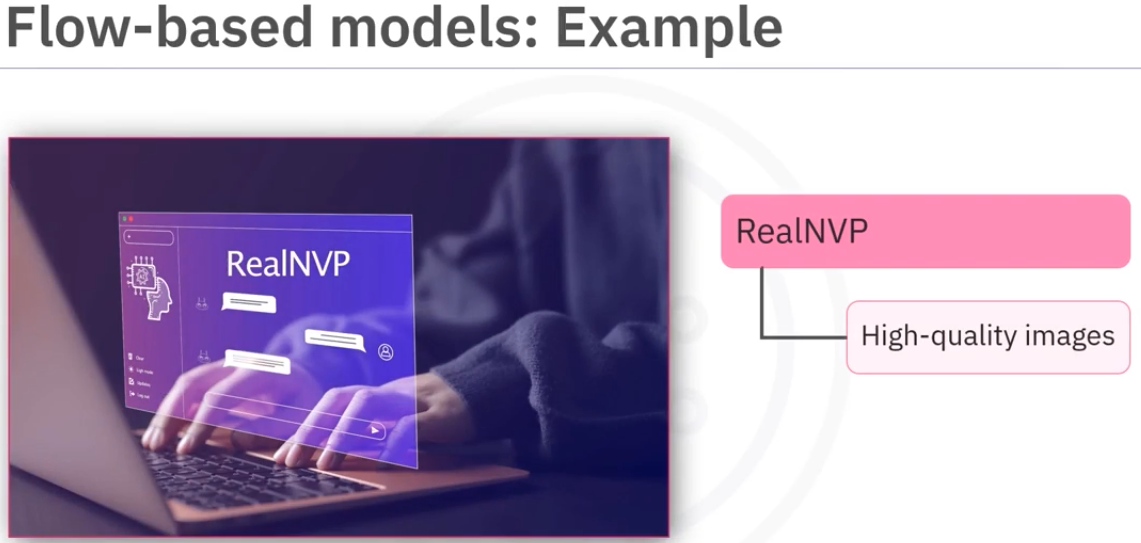 Flow-based models: Example
RealNVP
RealNVP
High-quality images